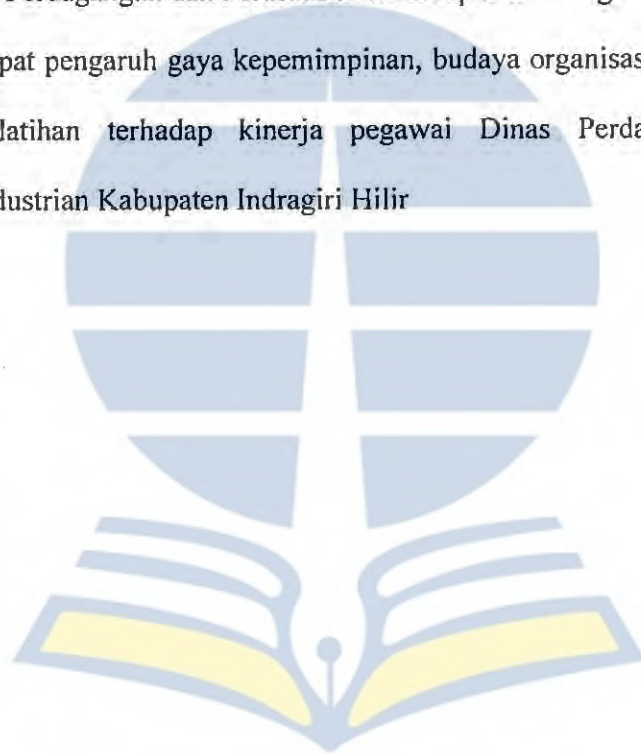 pat pengaruh gaya kepemimpinan, budaya organisas
latihan terhadap kinerja pegawai Dinas Perda
dustrian Kabupaten Indragiri Hilir